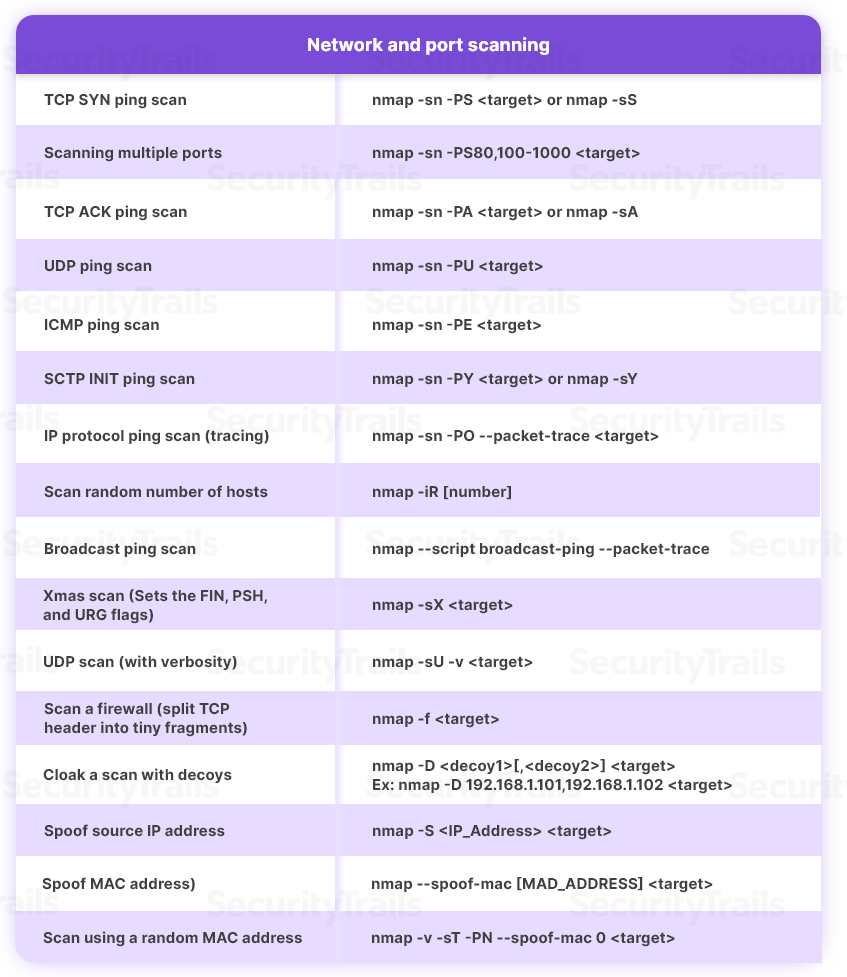 Network and port scanning
TCP SYN ping scan
nmap -sn -PS <target> or nmap -sS
Scanning multiple ports
nmap -sn -PS80,100-1000 <target>
TCP ACK ping scan
nmap -sn -PA <target> or nmap -sA
UDP ping scan
nmap -sn -PU <target>
ICMP ping scan
nmap -sn -PE <target>
SCTP INIT ping scan
nmap -sn -PY <target> or nmap -sY
IP protocol ping scan (tracing)
nmap -sn -PO --packet-trace <target>
Scan random number of hosts
nmap -iR [number]
Broadcast ping scan
nmap --script broadcast-ping --packet-trace
Xmas scan (Sets the FIN, PSH,
and URG flags)
nmap -sX <target>
UDP scan (with verbosity)
nmap -sU -v <target>
Scan a firewall (split TCP
header into tiny fragments)
nmap -f <target>
Cloak a scan with decoys
nmap -D <decoy1>[,<decoy2>] <target>
Ex: nmap -D 192.168.1.101,192.168.1.102 <target>
Spoof source IP address
nmap -S <IP_Address> <target>
Spoof MAC address)
nmap --spoof-mac [MAD_ADDRESS] <target>
Scan using a random MAC address
nmap -v -sT -PN --spoof-mac 0 <target>
SecurityTrails